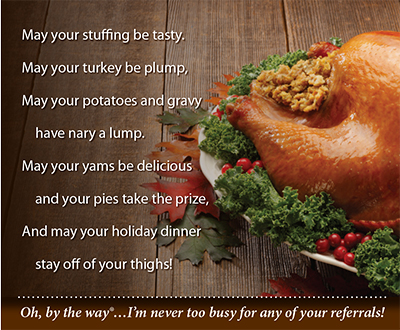 May your stuffing be tasty.
May your turkey be plump,
May your potatoes and gravy
have nary a lump.
May your yams be delicious
and your pies take the prize,
And may your holiday dinner
stay off of your thighs!
Oh, by the way®…I'm never too busy for any of your referrals!